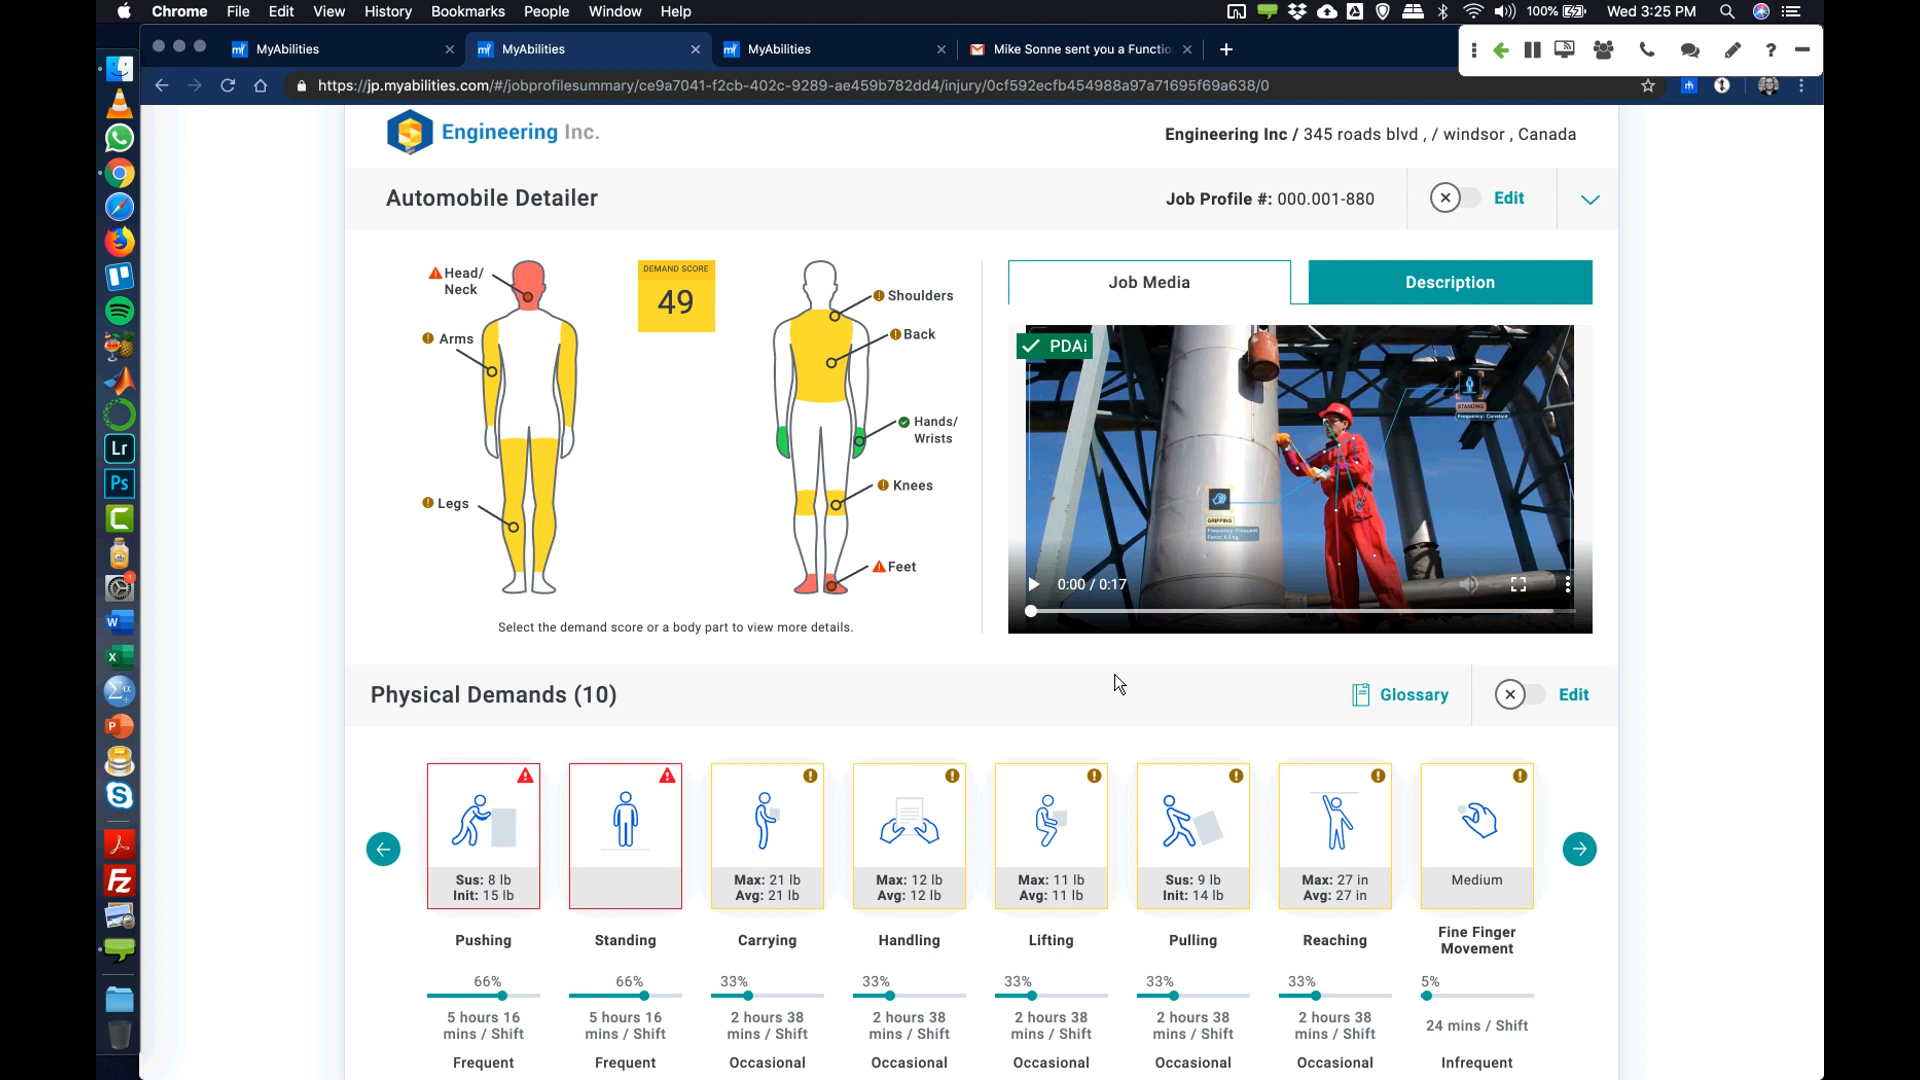 Chrome File Edit View History Bookmarks People Window Help
100% Wed 3:25 PM
MyAbilities
MyAbilities
MyAbilities
Mike Sonne sent you a Functio
https://jp.myabilities.com/#/jobprofilesummary/ce9a7041-f2cb-402c-9289-ae459b782dd4/injury/0cf592ecfb454988a97a71695f69a638/0
Engineering Inc.
Engineering Inc / 345 roads blvd , / windsor , Canada
Automobile Detailer
Job Profile #: 000.001-880
Edit
Head/
Neck
Arms
Legs
DEMAND SCORE
49
Shoulders
Back
Hands/
Wrists
Knees
Feet
Select the demand score or a body part to view more details.
Job Media
Description
PDAi
STANDING
Frequency: Constant
GRIPPING
Frequency: Frequent
0:00 / 0:17
Physical Demands (10)
Glossary
Edit
Sus: 8 lb
Init: 15 lb
Pushing
66%
5 hours 16
mins / Shift
Frequent
Standing
66%
5 hours 16
mins / Shift
Frequent
Max: 21 lb
Avg: 21 lb
Carrying
33%
2 hours 38
mins / Shift
Occasional
Max: 12 lb
Avg: 12 lb
Handling
33%
2 hours 38
mins / Shift
Occasional
Max: 11 lb
Avg: 11 lb
Lifting
33%
2 hours 38
mins / Shift
Occasional
Sus: 9 lb
Init: 14 lb
Pulling
33%
2 hours 38
mins / Shift
Occasional
Max: 27 in
Avg: 27 in
Reaching
33%
2 hours 38
mins / Shift
Occasional
Medium
Fine Finger
Movement
5%
24 mins / Shift
Infrequent
Lr
Ps
W
X
P
Fz